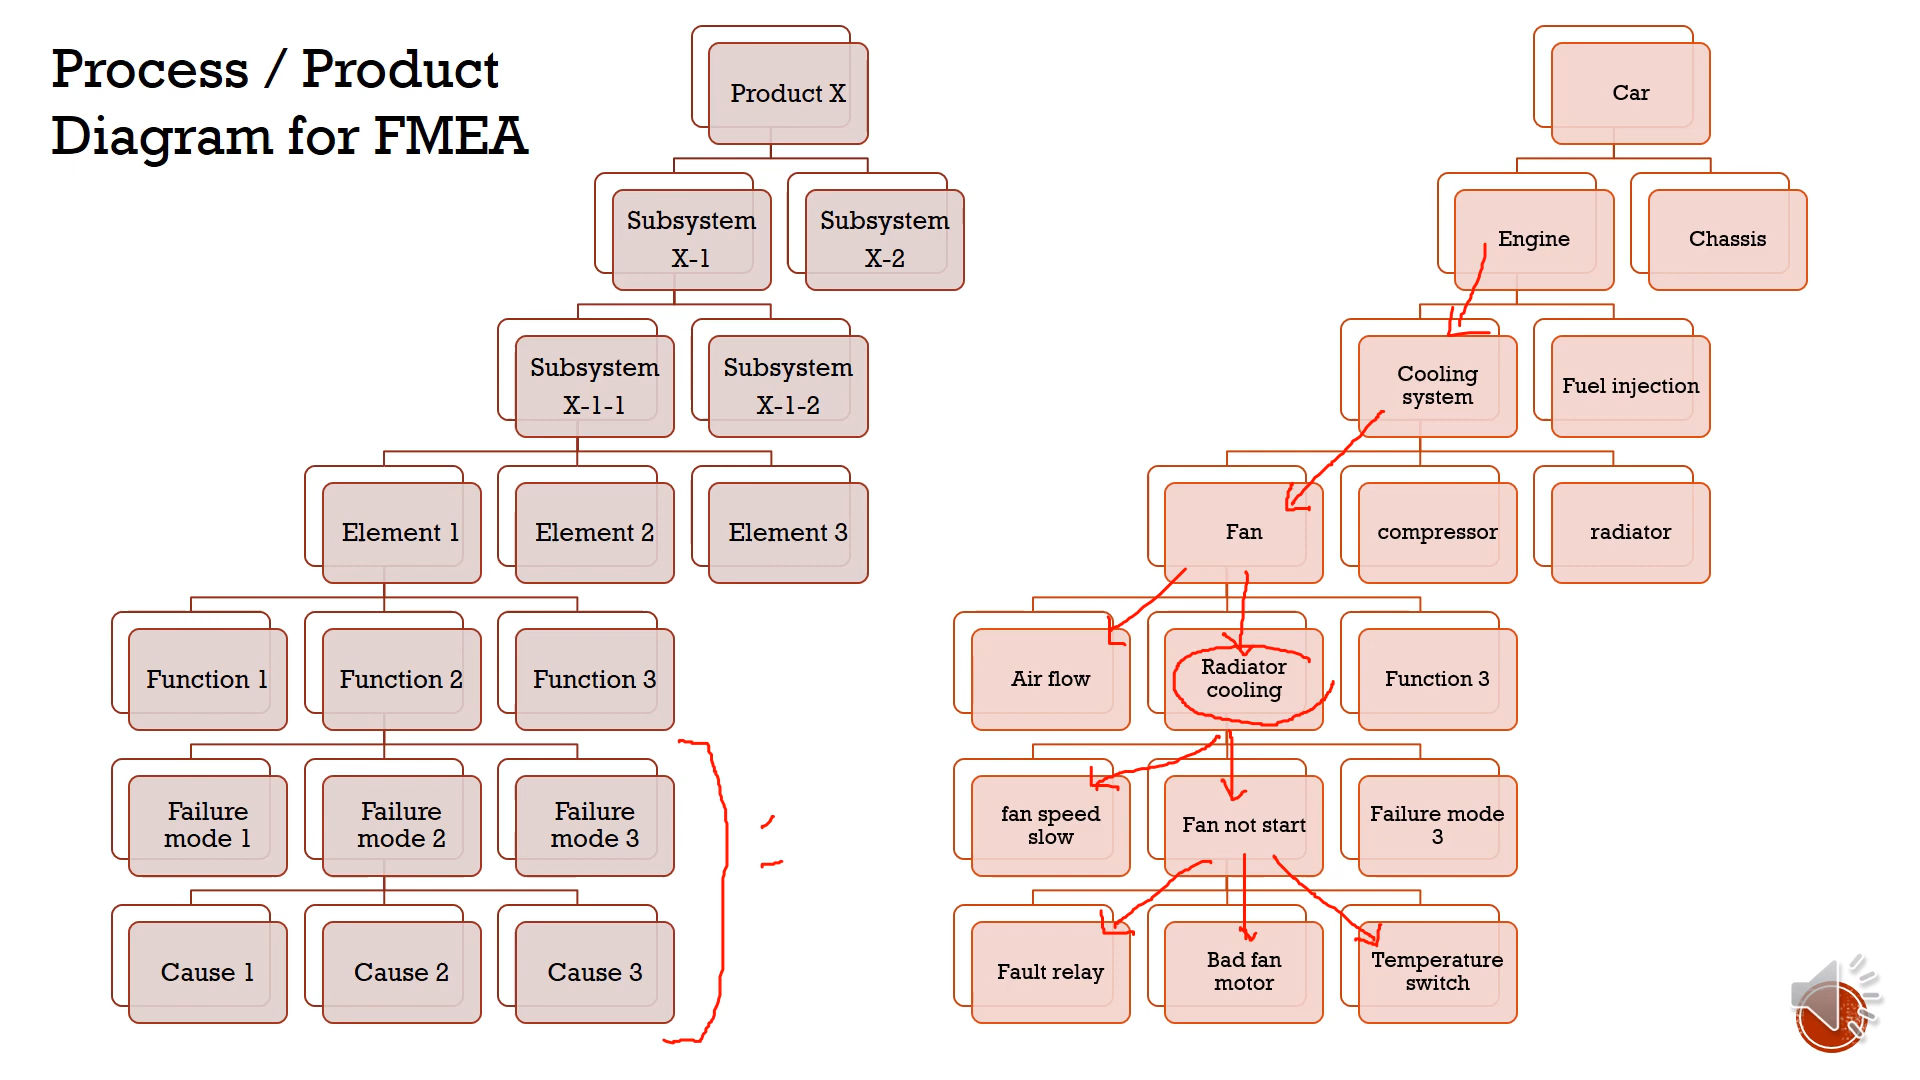 Process / Product
Diagram for FMEA
Product X
Subsystem
X-1
Subsystem
X-2
Subsystem
X-1-1
Subsystem
X-1-2
Element 1
Element 2
Element 3
Function 1
Function 2
Function 3
Failure
mode 1
Failure
mode 2
Failure
mode 3
Cause 1
Cause 2
Cause 3
Car
Engine
Chassis
Cooling
system
Fuel injection
Fan
compressor
radiator
Air flow
Radiator
cooling
Function 3
fan speed
slow
Fan not start
Failure mode
3
Fault relay
Bad fan
motor
Temperature
switch